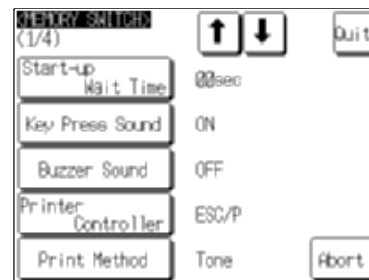 <MEMORY SWITCH>
(1/4)
↑ ↓
Quit
Start-up
Wait Time
00sec
Key Press Sound
ON
Buzzer Sound
OFF
Printer
Controller
ESC/P
Print Method
Tone
Abort